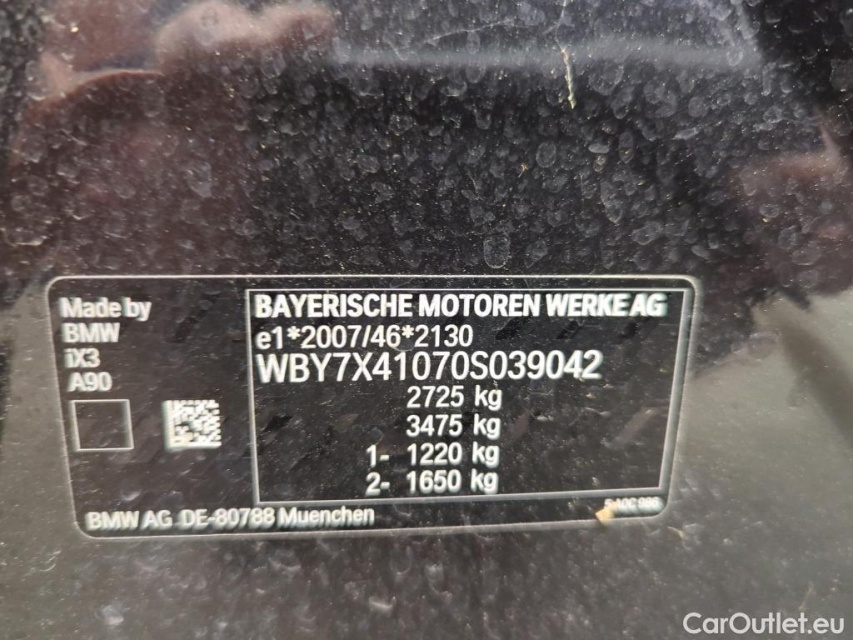 Made by
BMW
iX3
A90
BAYERISCHE MOTOREN WERKE AG
e1*2007/46*2130
WBY7X41070S039042
2725 kg
3475 kg
1- 1220 kg
2- 1650 kg
BMW AG DE-80788 Muenchen
CarOutlet.eu